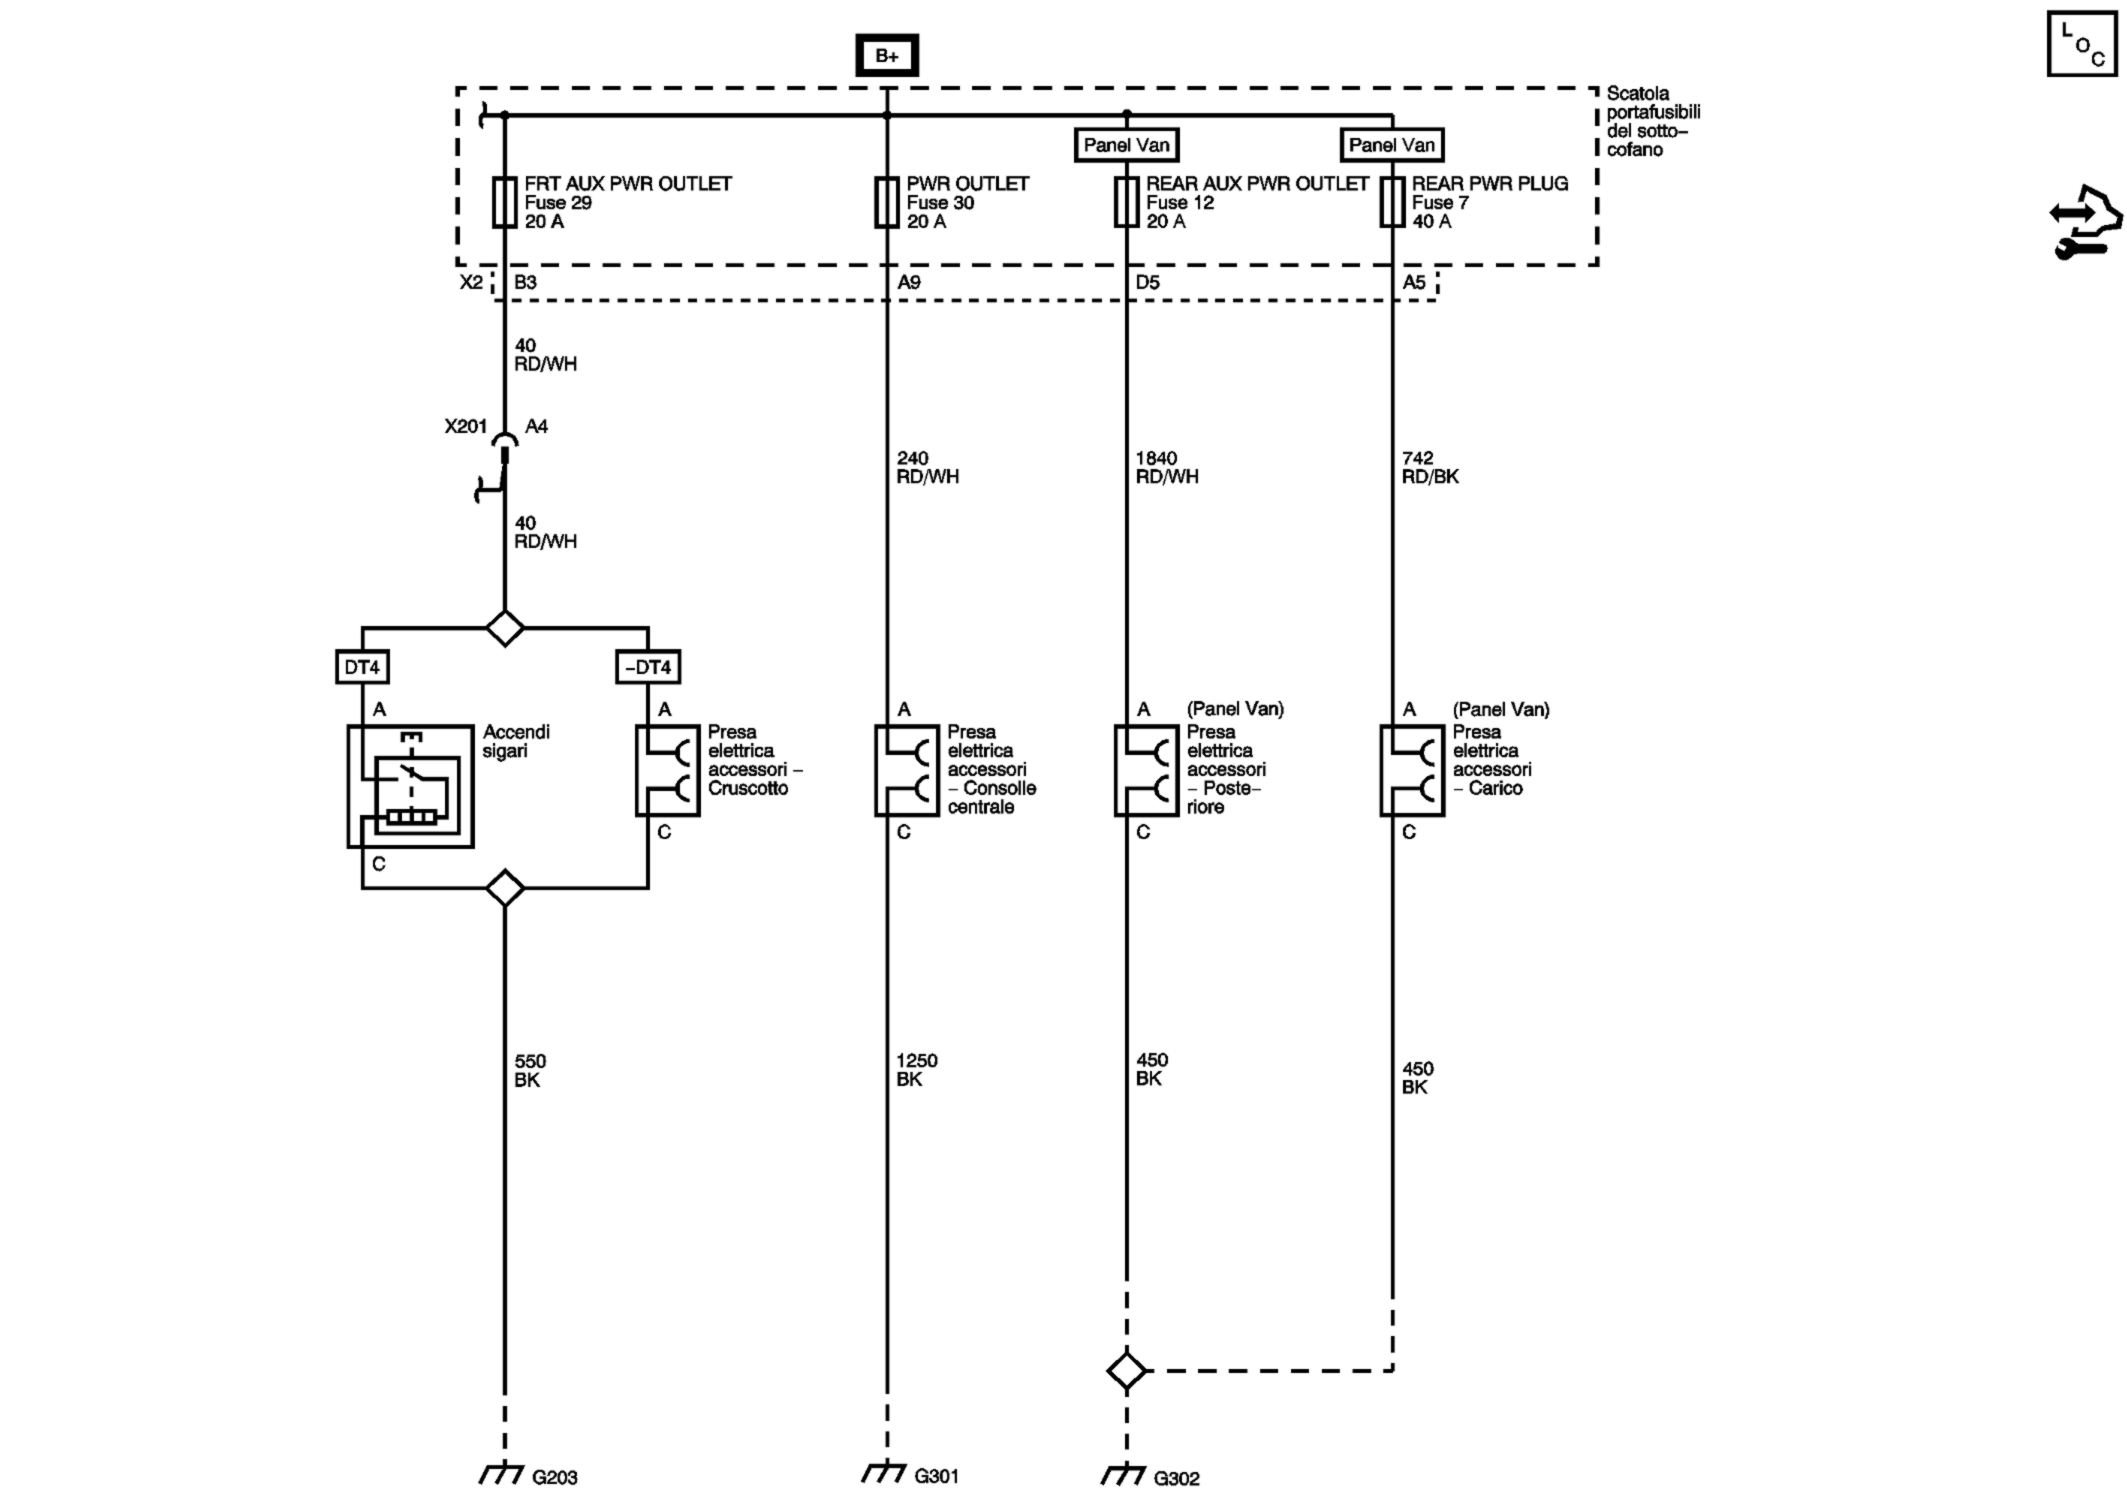 B+
L
O
C
Scatola
portafusibili
del sotto–
cofano
Panel Van
Panel Van
FRT AUX PWR OUTLET
Fuse 29
20 A
PWR OUTLET
Fuse 30
20 A
REAR AUX PWR OUTLET
Fuse 12
20 A
REAR PWR PLUG
Fuse 7
40 A
X2
B3
A9
D5
A5
40
RD/WH
X201
A4
240
RD/WH
1840
RD/WH
742
RD/BK
40
RD/WH
DT4
–DT4
A
Accendi
sigari
C
A
Presa
elettrica
accessori –
Cruscotto
C
A
Presa
elettrica
accessori
– Consolle
centrale
C
A
(Panel Van)
Presa
elettrica
accessori
– Poste–
riore
C
A
(Panel Van)
Presa
elettrica
accessori
– Carico
C
550
BK
1250
BK
450
BK
450
BK
G203
G301
G302